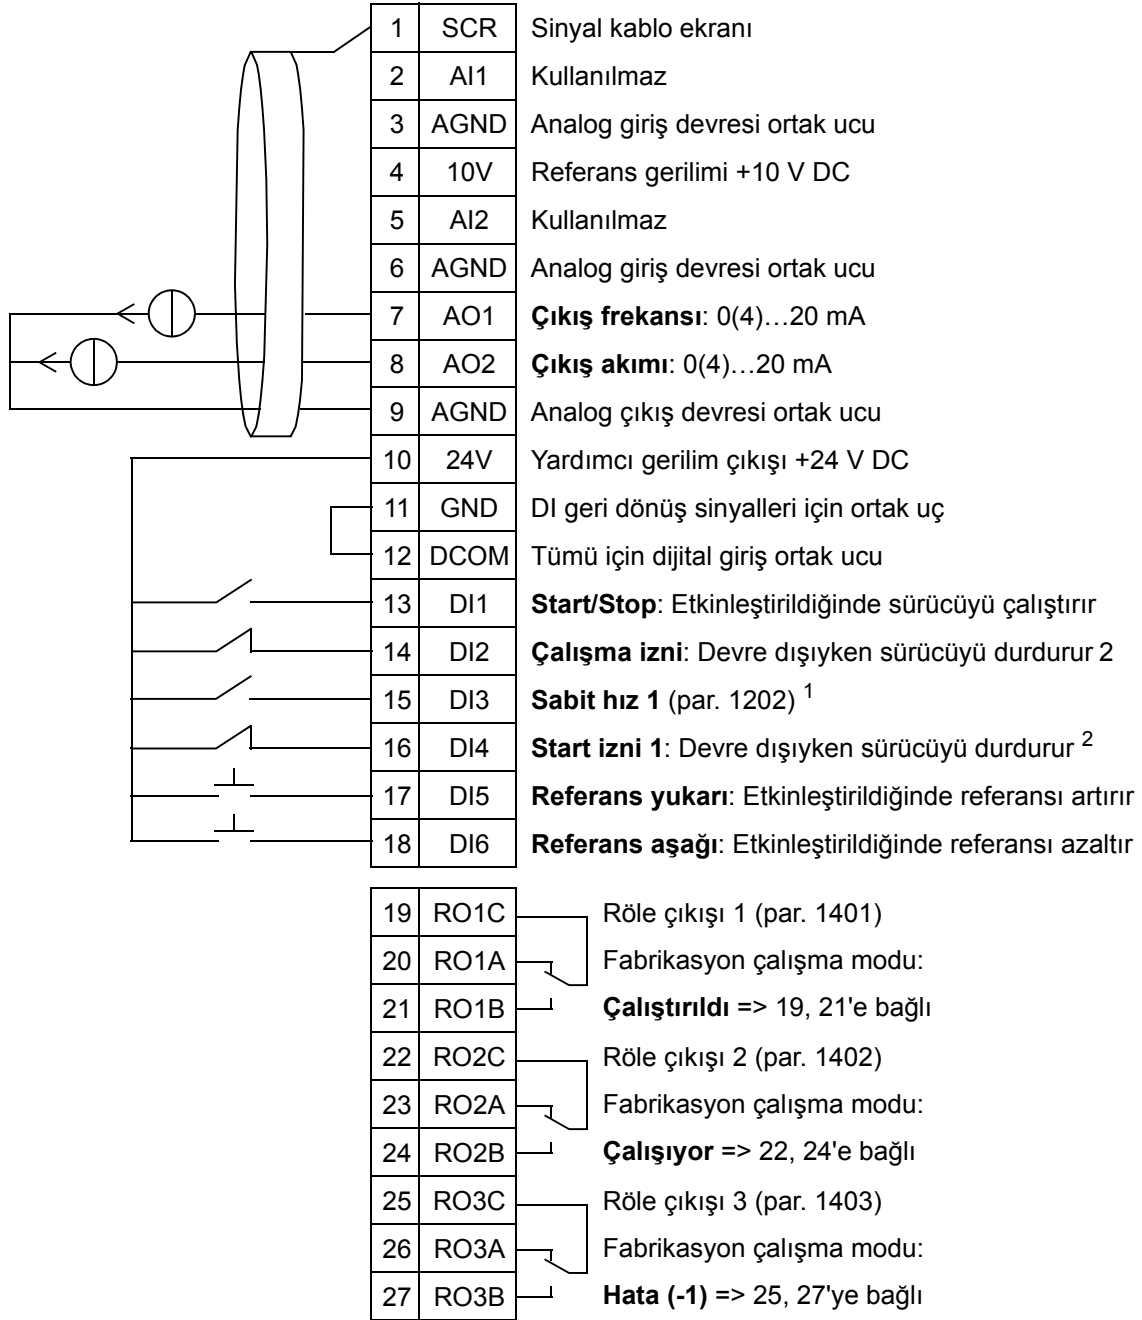 1 SCR Sinyal kablo ekranı
2 AI1 Kullanılmaz
3 AGND Analog giriş devresi ortak ucu
4 10V Referans gerilimi +10 V DC
5 AI2 Kullanılmaz
6 AGND Analog giriş devresi ortak ucu
7 AO1 Çıkış frekansı: 0(4)…20 mA
8 AO2 Çıkış akımı: 0(4)…20 mA
9 AGND Analog çıkış devresi ortak ucu
10 24V Yardımcı gerilim çıkışı +24 V DC
11 GND DI geri dönüş sinyalleri için ortak uç
12 DCOM Tümü için dijital giriş ortak ucu
13 DI1 Start/Stop: Etkinleştirildiğinde sürücüyü çalıştırır
14 DI2 Çalışma izni: Devre dışıyken sürücüyü durdurur 2
15 DI3 Sabit hız 1 (par. 1202) 1
16 DI4 Start izni 1: Devre dışıyken sürücüyü durdurur 2
17 DI5 Referans yukarı: Etkinleştirildiğinde referansı artırır
18 DI6 Referans aşağı: Etkinleştirildiğinde referansı azaltır
19 RO1C Röle çıkışı 1 (par. 1401)
20 RO1A Fabrikasyon çalışma modu:
21 RO1B Çalıştırıldı => 19, 21'e bağlı
22 RO2C Röle çıkışı 2 (par. 1402)
23 RO2A Fabrikasyon çalışma modu:
24 RO2B Çalışıyor => 22, 24'e bağlı
25 RO3C Röle çıkışı 3 (par. 1403)
26 RO3A Fabrikasyon çalışma modu:
27 RO3B Hata (-1) => 25, 27'ye bağlı